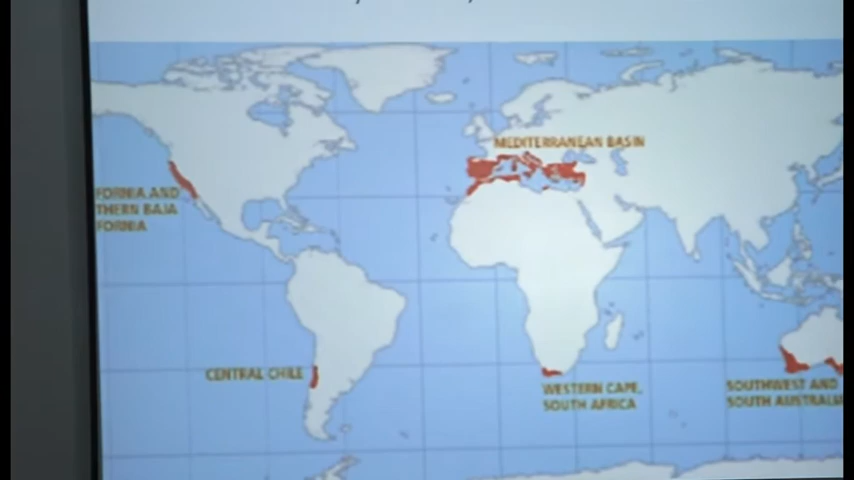 MEDITERRANEAN BASIN
FORNIA AND
THERN BAJA
FORNIA
CENTRAL CHILE
WESTERN CAPE,
SOUTH AFRICA
SOUTHWEST AND
SOUTH AUSTRALIA